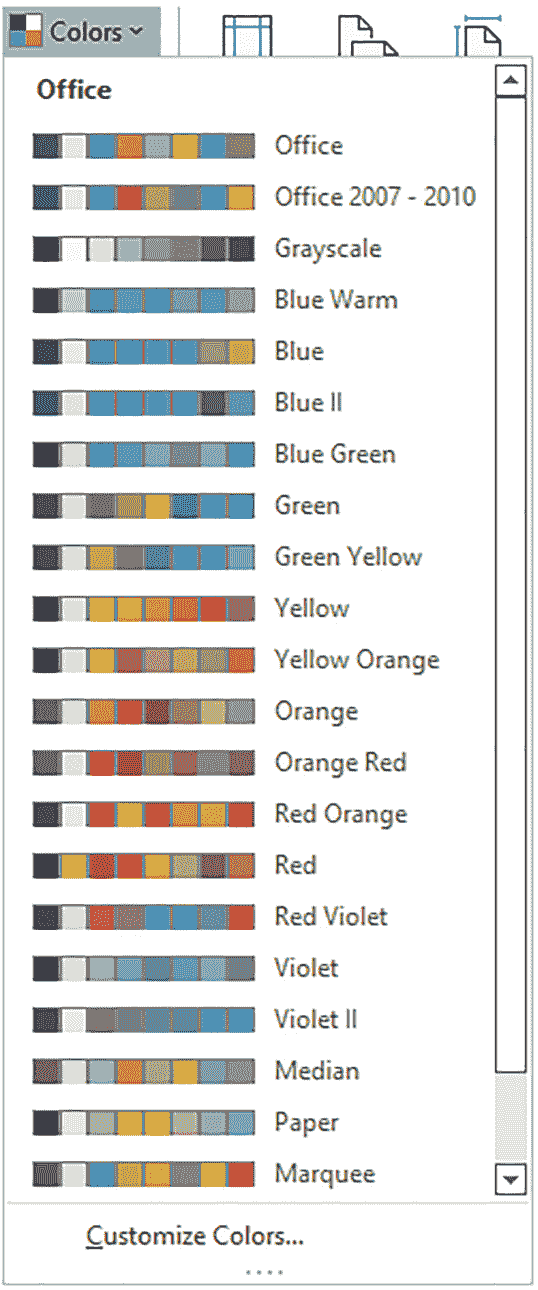 Colors
Office
Office
Office 2007 - 2010
Grayscale
Blue Warm
Blue
Blue II
Blue Green
Green
Green Yellow
Yellow
Yellow Orange
Orange
Orange Red
Red Orange
Red
Red Violet
Violet
Violet II
Median
Paper
Marquee
Customize Colors...